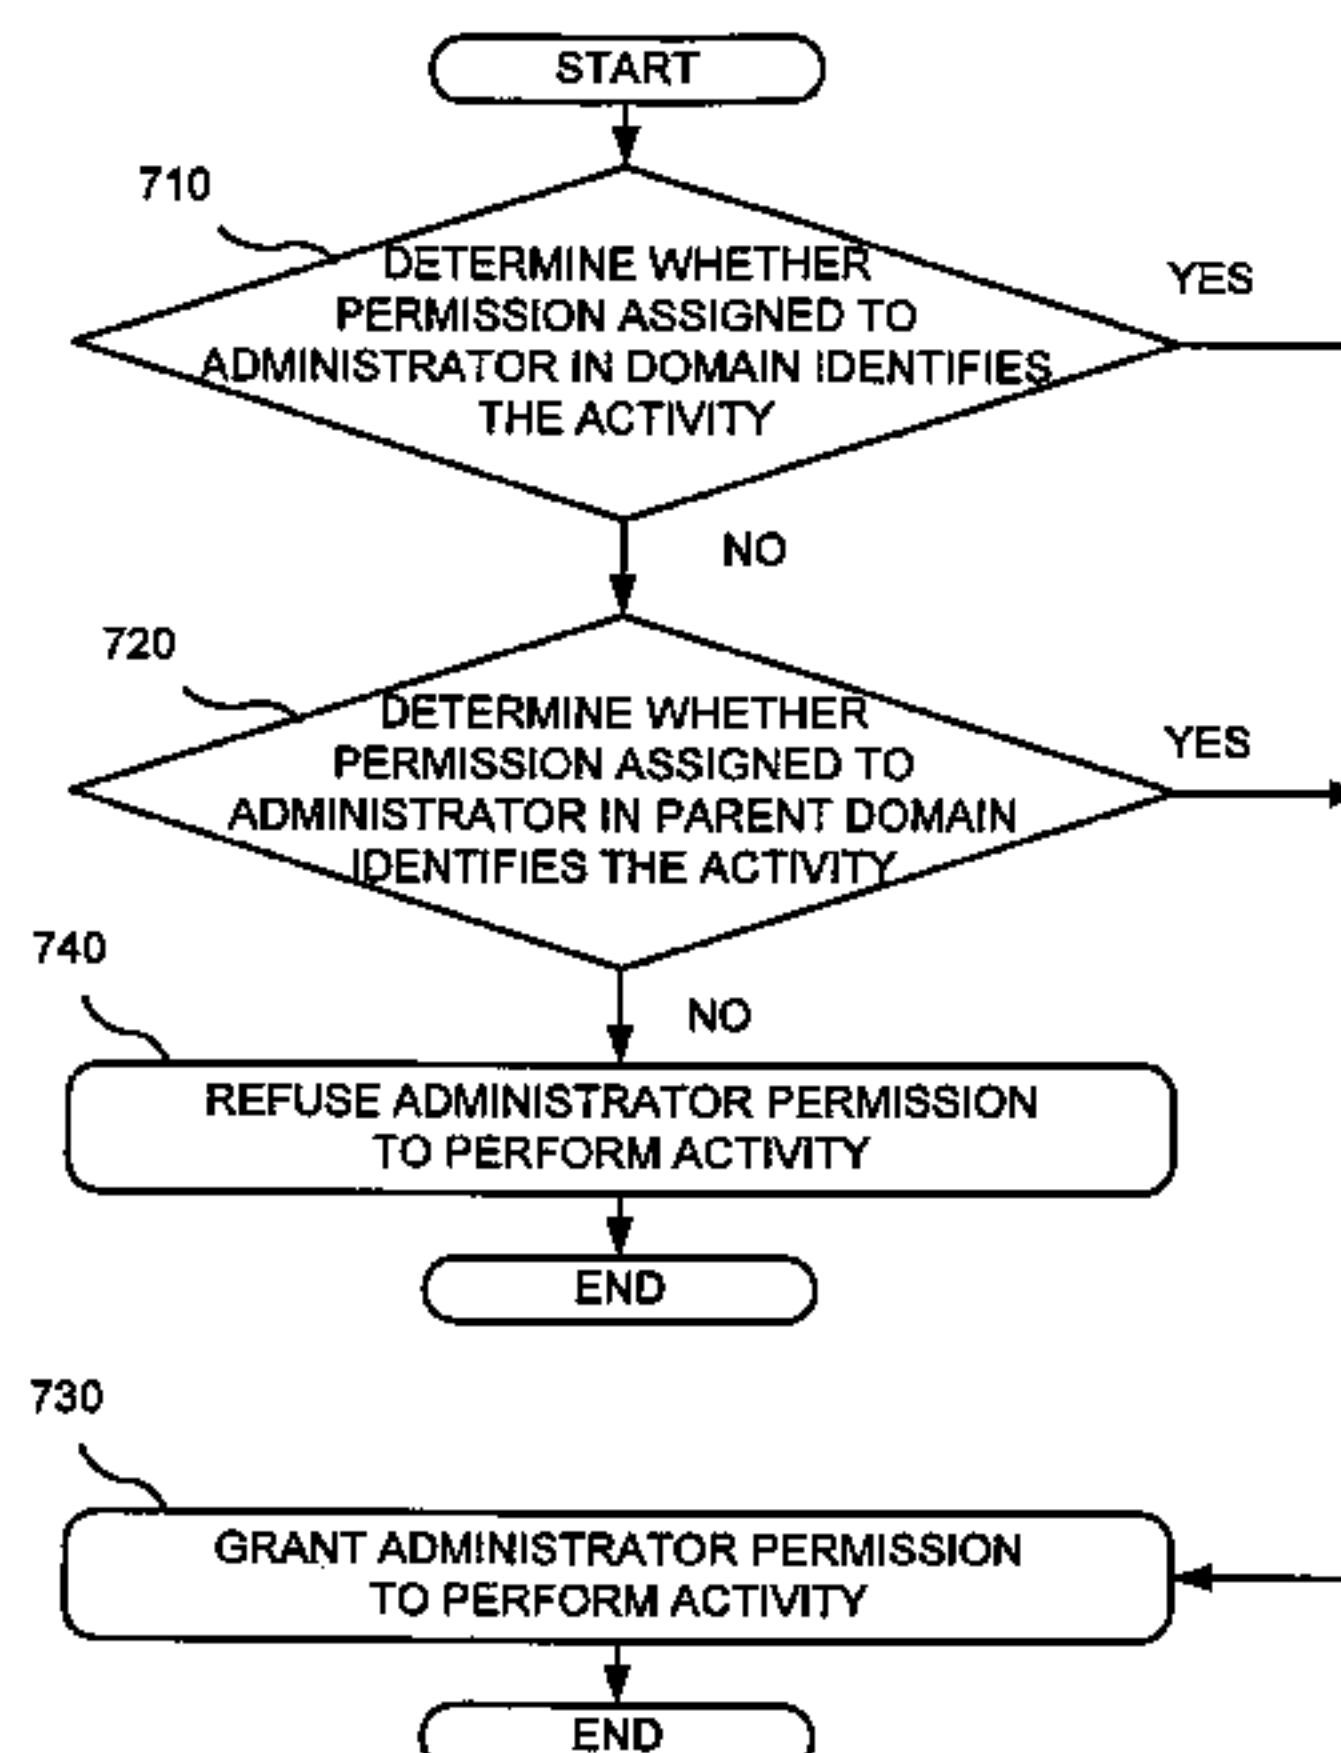 START
710
DETERMINE WHETHER
PERMISSION ASSIGNED TO
ADMINISTRATOR IN DOMAIN IDENTIFIES
THE ACTIVITY
YES
NO
720
DETERMINE WHETHER
PERMISSION ASSIGNED TO
ADMINISTRATOR IN PARENT DOMAIN
IDENTIFIES THE ACTIVITY
YES
NO
740
REFUSE ADMINISTRATOR PERMISSION
TO PERFORM ACTIVITY
END
730
GRANT ADMINISTRATOR PERMISSION
TO PERFORM ACTIVITY
END